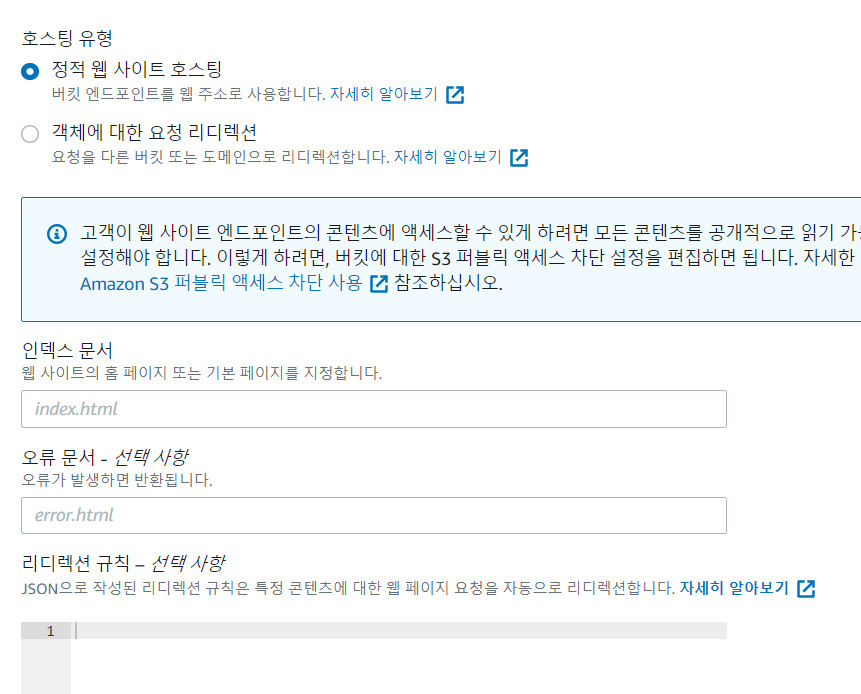 호스팅 유형
정적 웹 사이트 호스팅
버킷 엔드포인트를 웹 주소로 사용합니다. 자세히 알아보기
객체에 대한 요청 리디렉션
요청을 다른 버킷 또는 도메인으로 리디렉션합니다. 자세히 알아보기
고객이 웹 사이트 엔드포인트의 콘텐츠에 액세스할 수 있게 하려면 모든 콘텐츠를 공개적으로 읽기
설정해야 합니다. 이렇게 하려면, 버킷에 대한 S3 퍼블릭 액세스 차단 설정을 편집하면 됩니다. 자세한
Amazon S3 퍼블릭 액세스 차단 사용 참조하십시오.
인덱스 문서
웹 사이트의 홈 페이지 또는 기본 페이지를 지정합니다.
index.html
오류 문서 - 선택 사항
오류가 발생하면 반환됩니다.
error.html
리디렉션 규칙 – 선택 사항
JSON으로 작성된 리디렉션 규칙은 특정 콘텐츠에 대한 웹 페이지 요청을 자동으로 리디렉션합니다. 자세히 알아보기
1